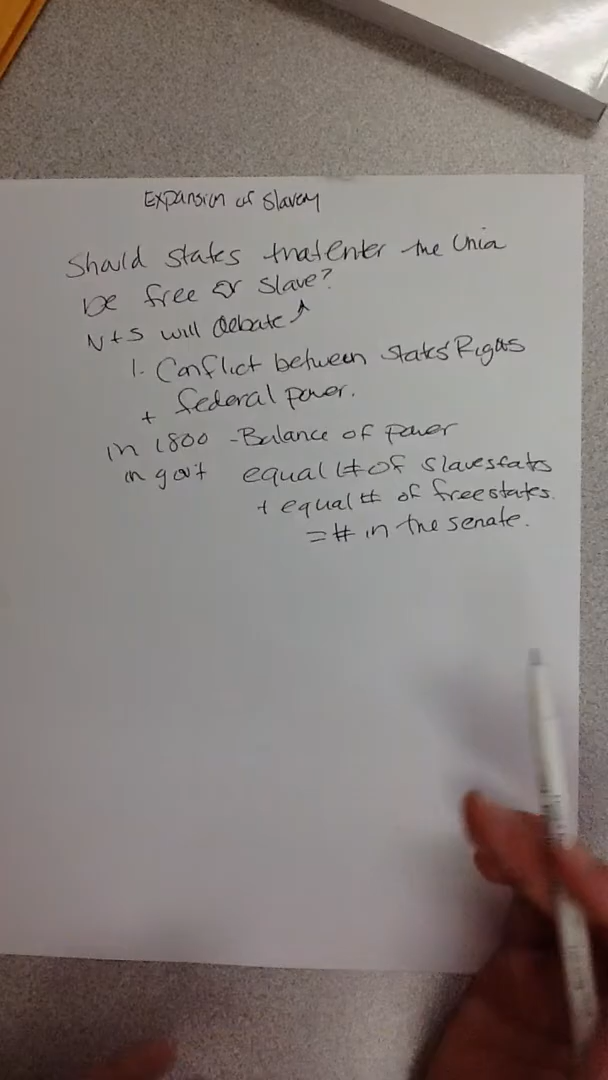 Expansion of Slavery
Should states that enter the Union
be free or slave?
N + S will debate ↑
1. Conflict between States' Rights
+ federal power.
in 1800 - Balance of power
in gov't equal # of slave states
+ equal # of free states.
= # in the senate.